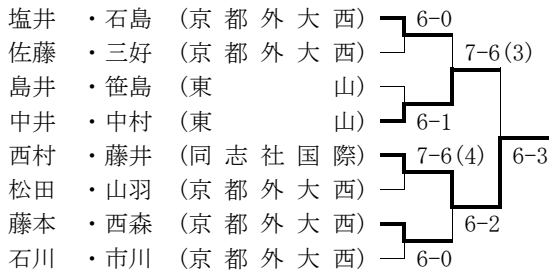 塩井・石島(京都外大西)
6-0
佐藤・三好(京都外大西)
7-6(3)
島井・笹島(東山)
中井・中村(東山)
6-1
西村・藤井(同志社国際)
7-6(4)
6-3
松田・山羽(京都外大西)
藤本・西森(京都外大西)
6-2
石川・市川(京都外大西)
6-0